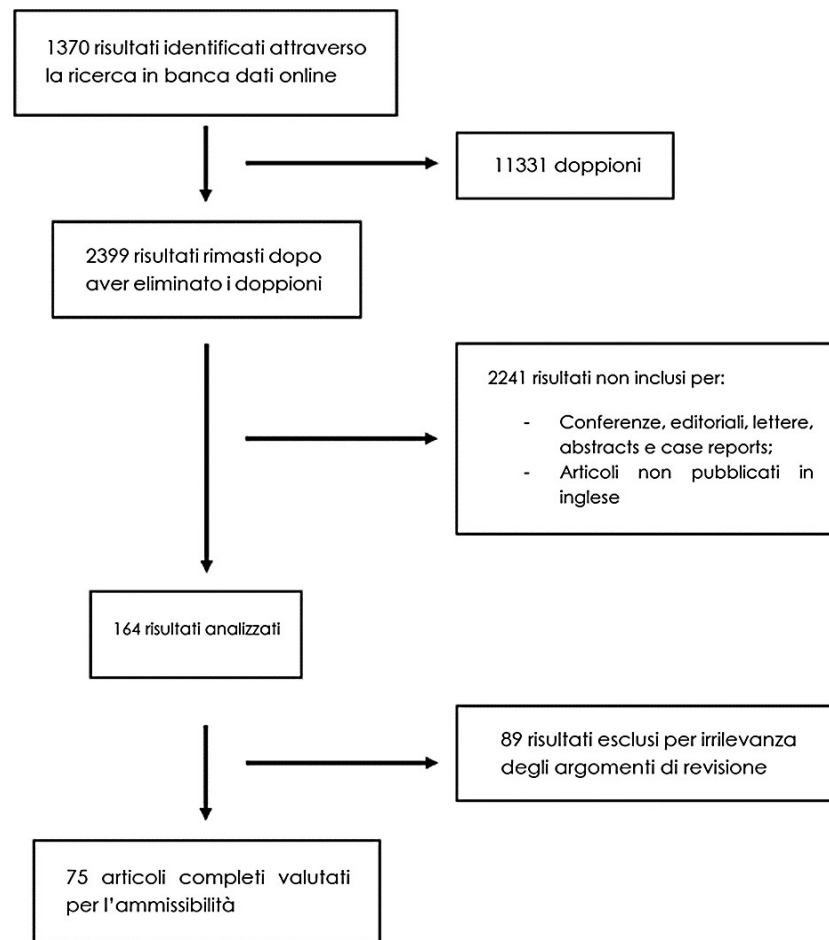 1370 risultati identificati attraverso
la ricerca in banca dati online
11331 doppioni
2399 risultati rimasti dopo
aver eliminato i doppioni
2241 risultati non inclusi per:
- Conferenze, editoriali, lettere,
abstracts e case reports;
- Articoli non pubblicati in
inglese
164 risultati analizzati
89 risultati esclusi per irrilevanza
degli argomenti di revisione
75 articoli completi valutati
per l'ammissibilità